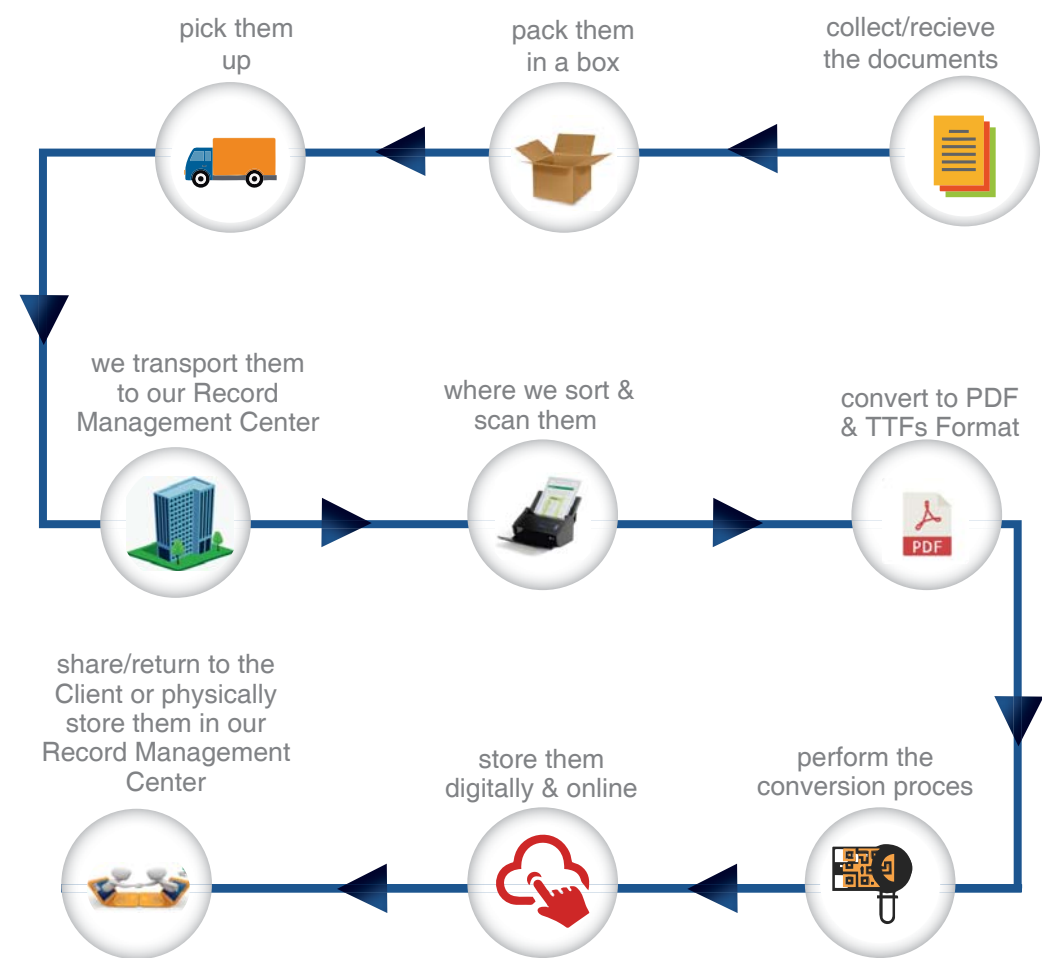 collect/recieve
the documents
pack them
in a box
pick them
up
we transport them
to our Record
Management Center
where we sort &
scan them
convert to PDF
& TTFs Format
PDF
perform the
conversion proces
store them
digitally & online
share/return to the
Client or physically
store them in our
Record Management
Center